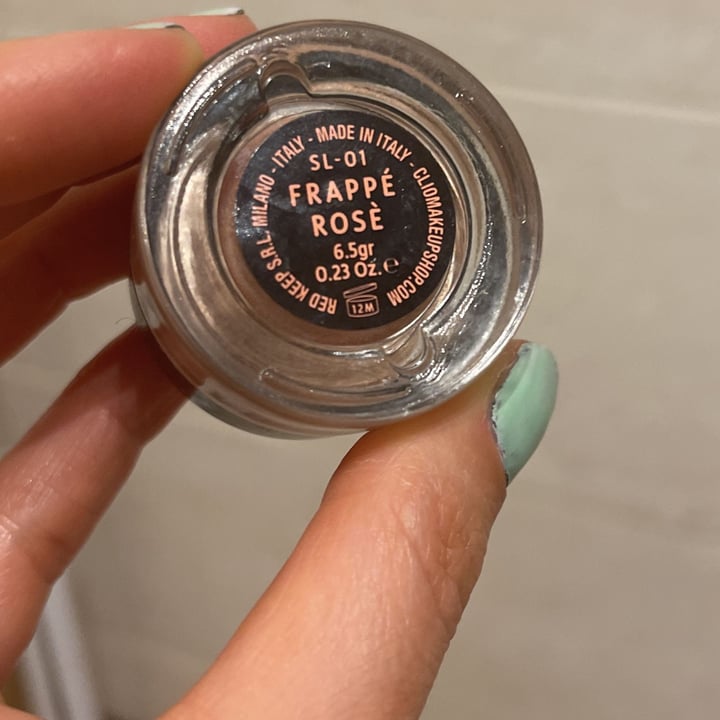 RED KEEP S.R.L. MILANO - ITALY - MADE IN ITALY - CLIOMAKEUPSHOP.COM
SL-01
FRAPPÉ
ROSÈ
6.5gr
0.23 Oz. ℮
12M